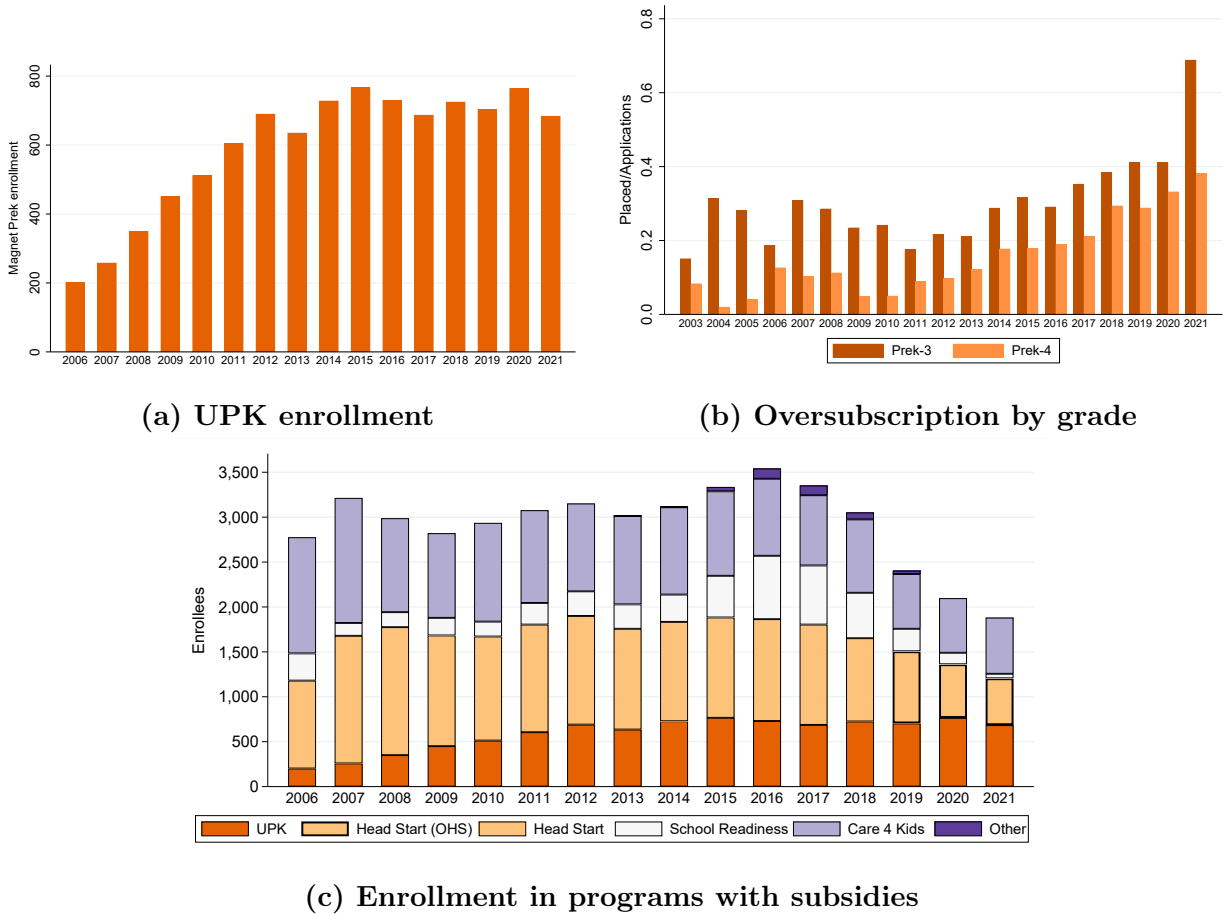 Magnet Prek enrollment
800
600
400
200
0
2006 2007 2008 2009 2010 2011 2012 2013 2014 2015 2016 2017 2018 2019 2020 2021
(a) UPK enrollment
Placed/Applications
0.8
0.6
0.4
0.2
0.0
2003 2004 2005 2006 2007 2008 2009 2010 2011 2012 2013 2014 2015 2016 2017 2018 2019 2020 2021
Prek-3 Prek-4
(b) Oversubscription by grade
Enrollees
3,500
3,000
2,500
2,000
1,500
1,000
500
0
2006 2007 2008 2009 2010 2011 2012 2013 2014 2015 2016 2017 2018 2019 2020 2021
UPK Head Start (OHS) Head Start School Readiness Care 4 Kids Other
(c) Enrollment in programs with subsidies